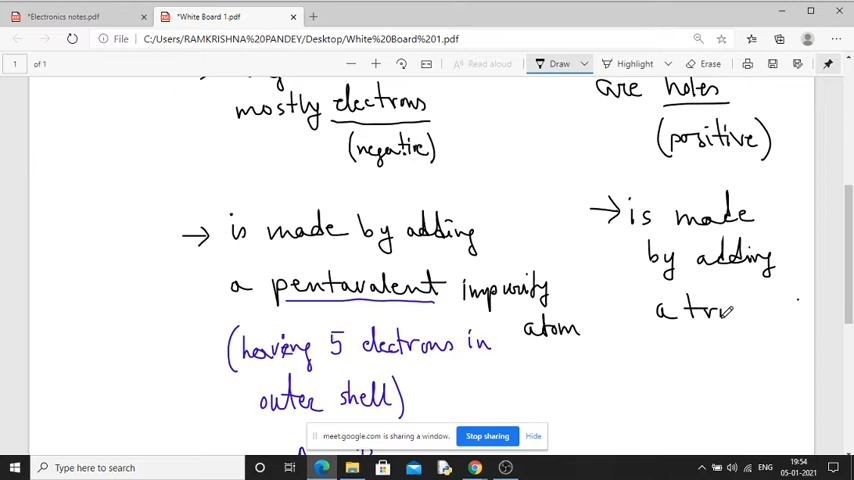 *Electronics notes.pdf
*White Board 1.pdf
File
C:/Users/RAMKRISHNA%20PANDEY/Desktop/White%20Board%201.pdf
1
of 1
Read aloud
Draw
Highlight
Erase
mostly electrons
(negative)
→ is made by adding
a pentavalent impurity
atom
(having 5 electrons in
outer shell)
are holes
(positive)
→ is made
by adding
a tri
meet.google.com is sharing a window.
Stop sharing
Hide
Type here to search
ENG
19:54
05-01-2021